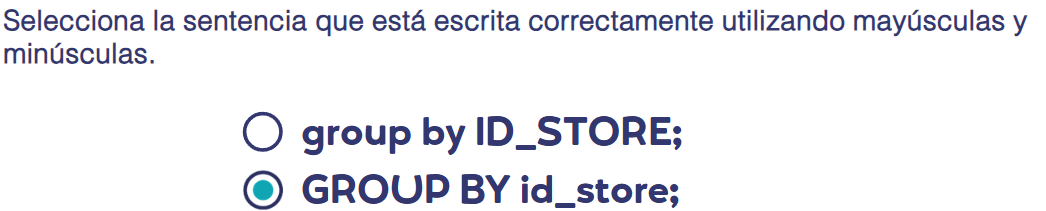 Selecciona la sentencia que está escrita correctamente utilizando mayúsculas y
minúsculas.
group by ID_STORE;
GROUP BY id_store;